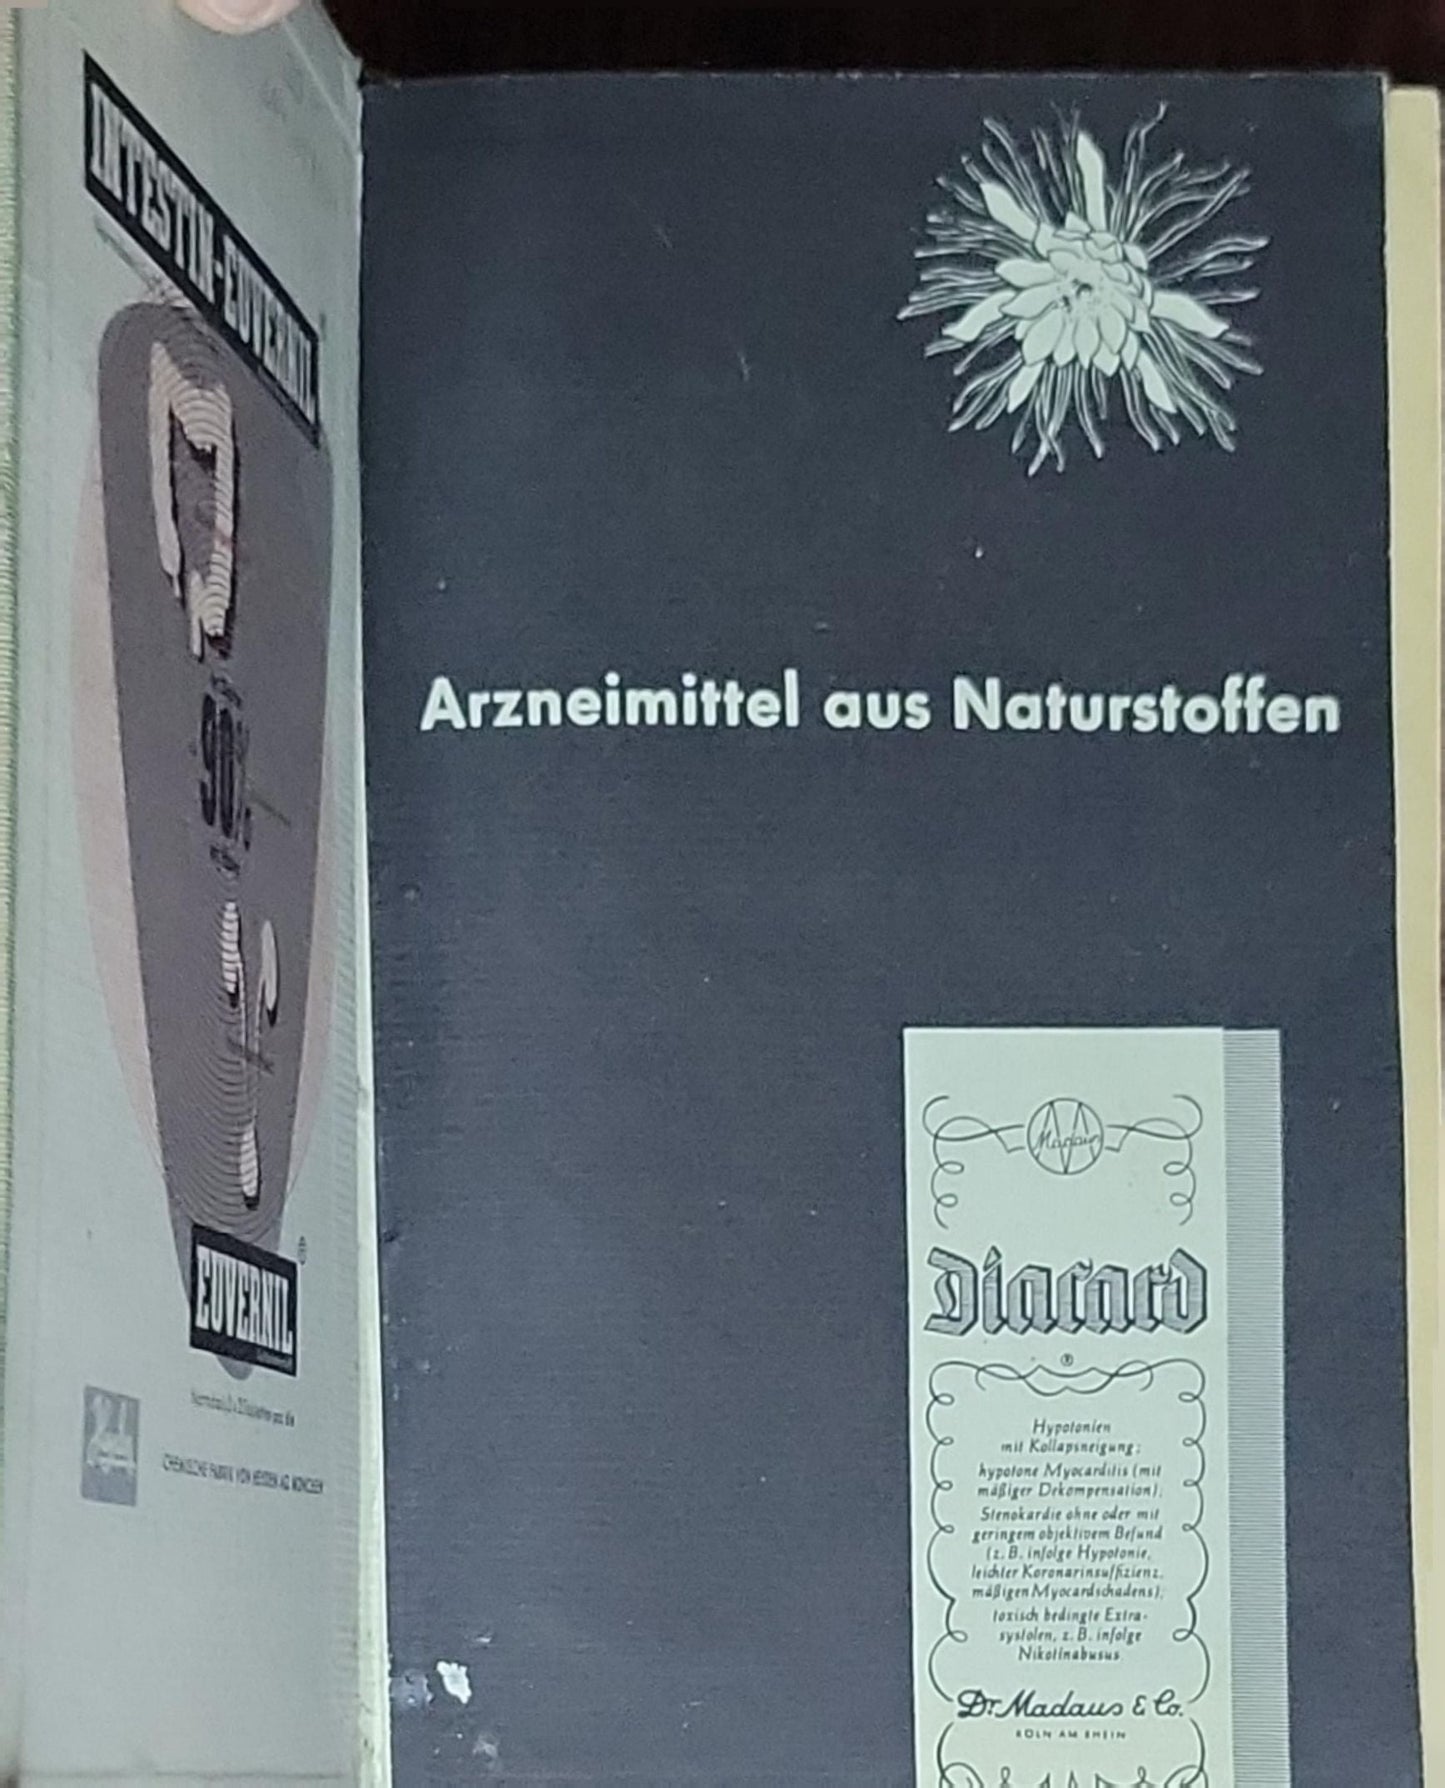 INTESTIN-EUVERNIL
90%
EUVERNIL
®
CHEMISCHE FABRIK VON HEYDEN AG MÜNCHEN
Arzneimittel aus Naturstoffen
Madaus
Diacard
®
Hypotonien
mit Kollapsneigung;
hypotone Myocarditis (mit
mäßiger Dekompensation),
Stenokardie ohne oder mit
geringem objektivem Befund
(z. B. infolge Hypotonie,
leichter Koronarinsuffizienz,
mäßigen Myocardschadens);
toxisch bedingte Extra-
systolen, z. B. infolge
Nikotinabusus
Dr. Madaus & Co.
KÖLN AM RHEIN